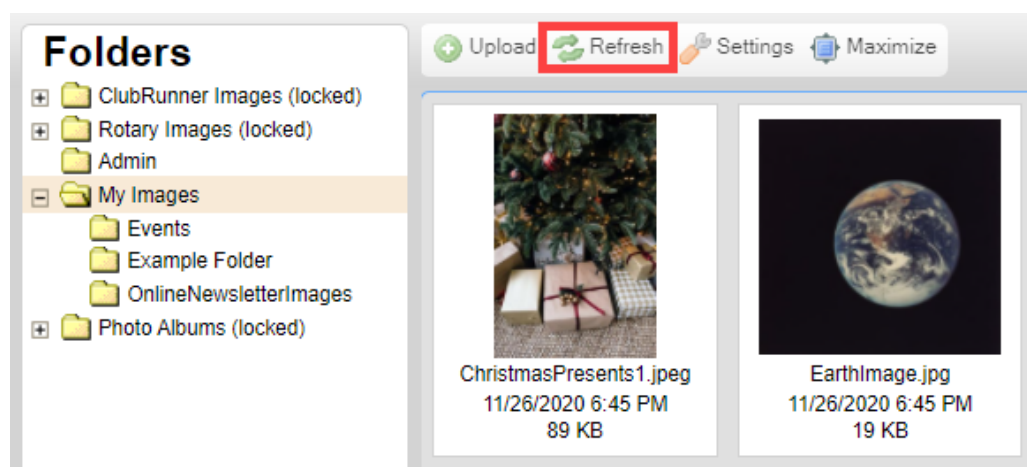 Folders
ClubRunner Images (locked)
Rotary Images (locked)
Admin
My Images
Events
Example Folder
OnlineNewsletterImages
Photo Albums (locked)
Upload Refresh Settings Maximize
ChristmasPresents1.jpeg
11/26/2020 6:45 PM
89 KB
EarthImage.jpg
11/26/2020 6:45 PM
19 KB